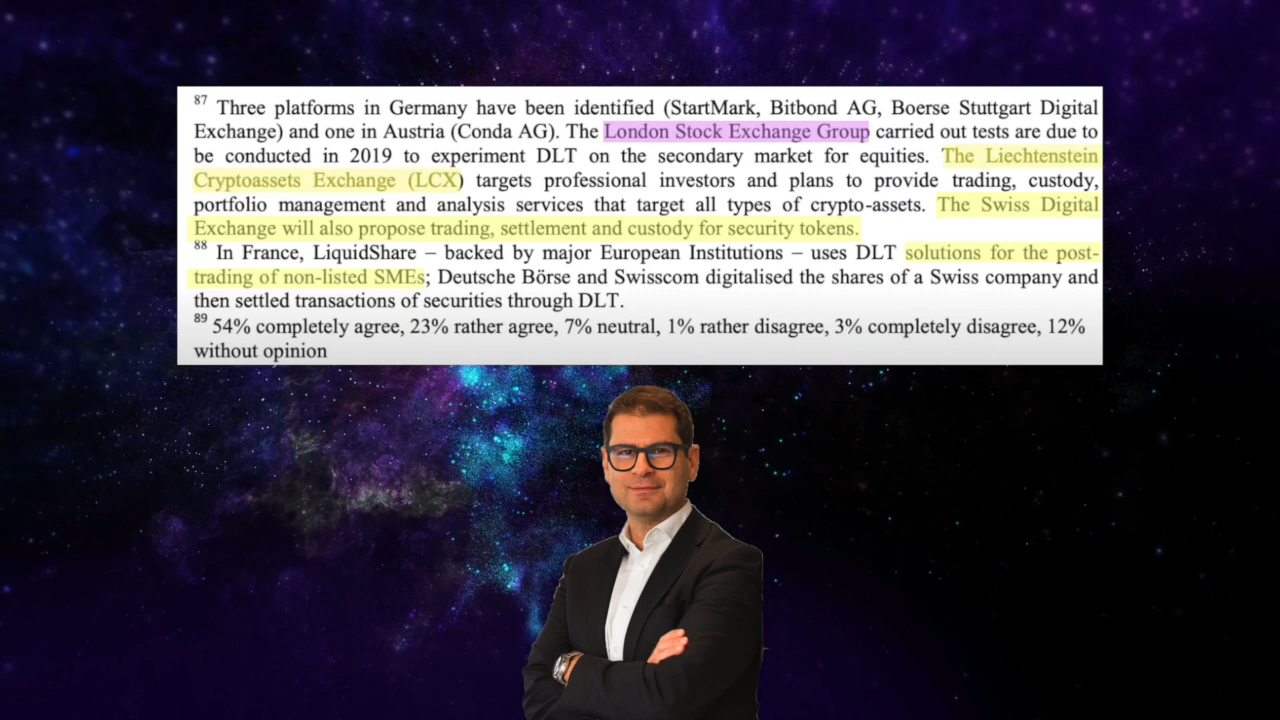 87 Three platforms in Germany have been identified (StartMark, Bitbond AG, Boerse Stuttgart Digital
Exchange) and one in Austria (Conda AG). The London Stock Exchange Group carried out tests are due to
be conducted in 2019 to experiment DLT on the secondary market for equities. The Liechtenstein
Cryptoassets Exchange (LCX) targets professional investors and plans to provide trading, custody,
portfolio management and analysis services that target all types of crypto-assets. The Swiss Digital
Exchange will also propose trading, settlement and custody for security tokens.
88 In France, LiquidShare – backed by major European Institutions – uses DLT solutions for the post-
trading of non-listed SMEs; Deutsche Börse and Swisscom digitalised the shares of a Swiss company and
then settled transactions of securities through DLT.
89 54% completely agree, 23% rather agree, 7% neutral, 1% rather disagree, 3% completely disagree, 12%
without opinion